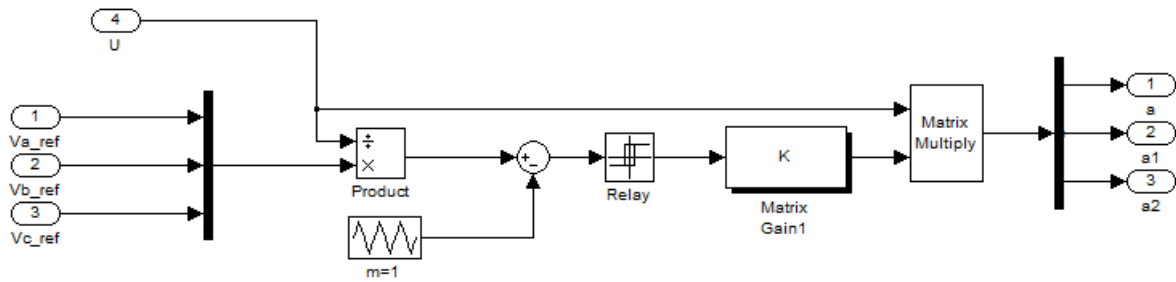 4
U
1
Va_ref
2
Vb_ref
3
Vc_ref
÷
×
Product
m=1
+
−
Relay
K
Matrix
Gain1
Matrix
Multiply
1
a
2
a1
3
a2